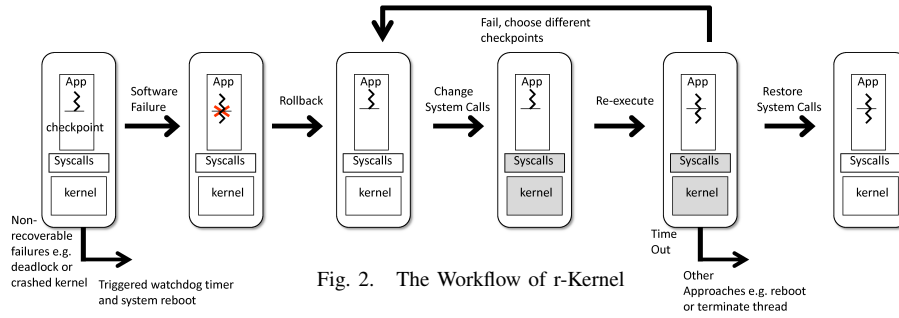 Fail, choose different
checkpoints
App
checkpoint
Syscalls
kernel
Software
Failure
App
Syscalls
kernel
Rollback
App
Syscalls
kernel
Change
System Calls
App
Syscalls
kernel
Re-execute
App
Syscalls
kernel
Restore
System Calls
App
Syscalls
kernel
Non-
recoverable
failures e.g.
deadlock or
crashed kernel
Triggered watchdog timer
and system reboot
Time
Out
Other
Approaches e.g. reboot
or terminate thread
Fig. 2. The Workflow of r-Kernel